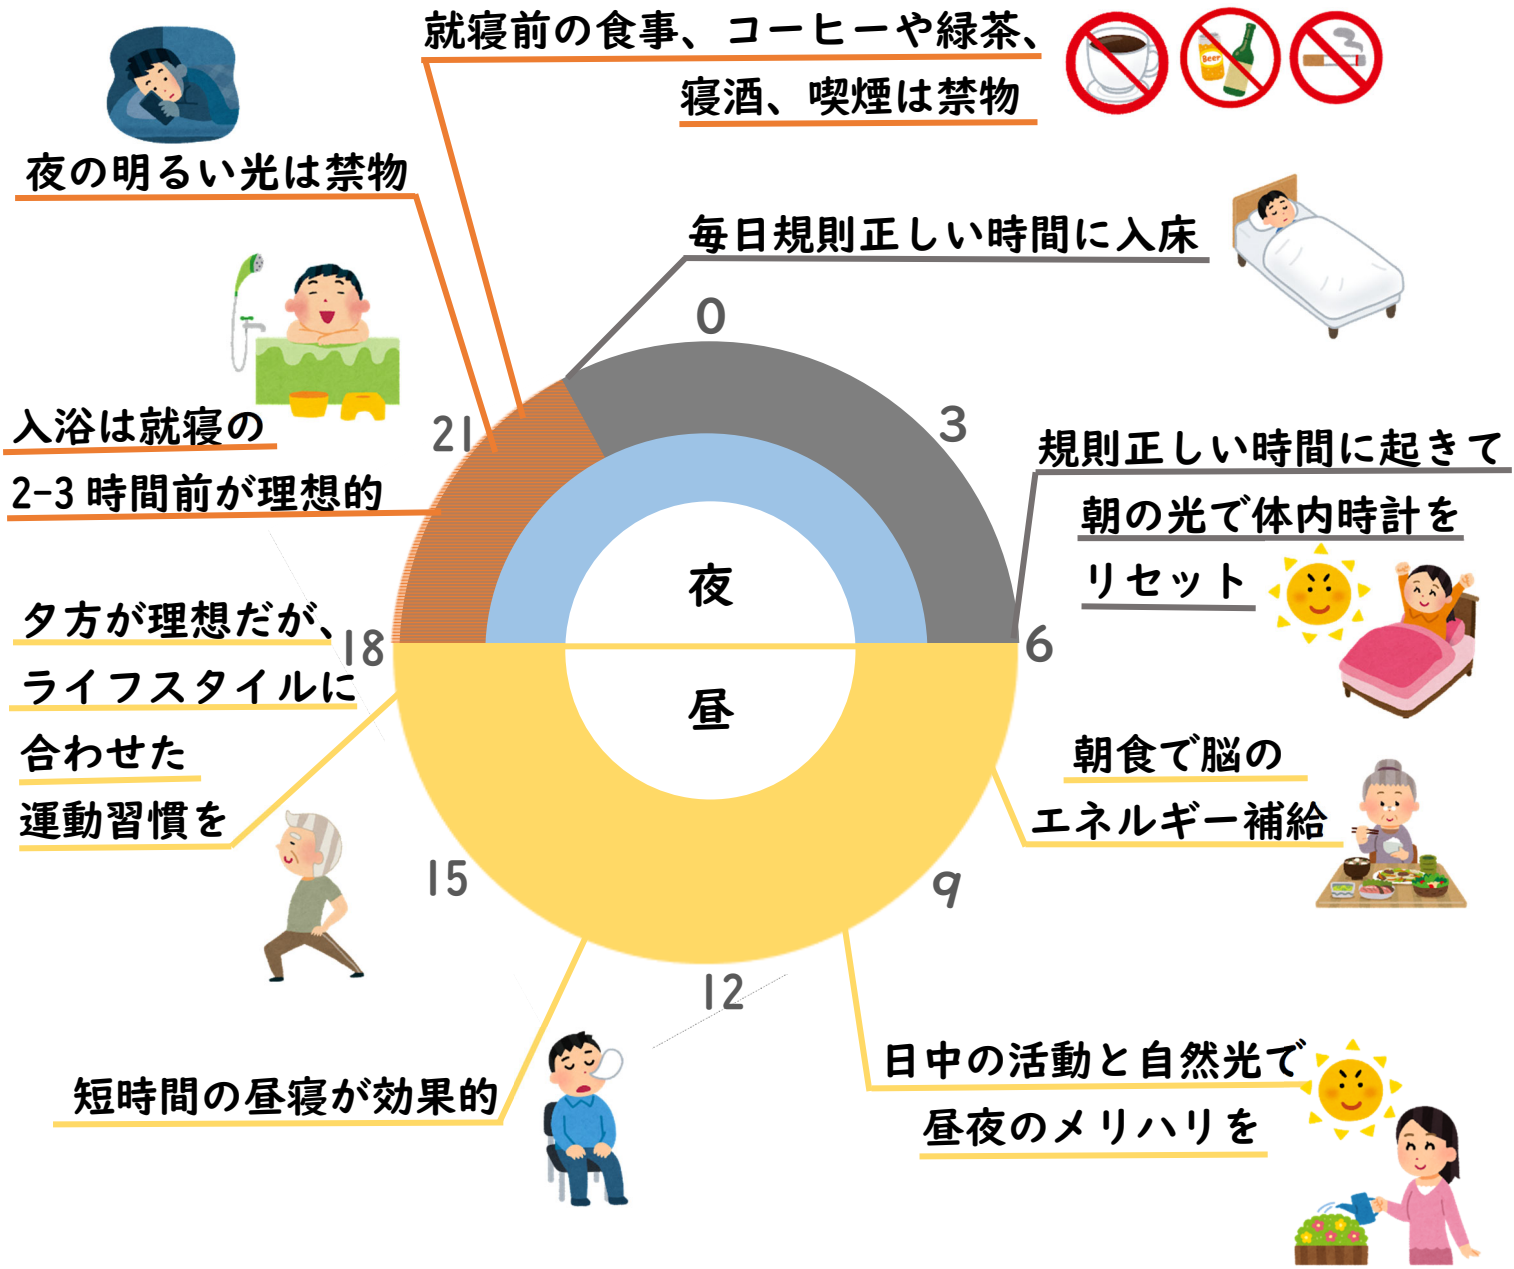 就寝前の食事、コーヒーや緑茶、
寝酒、喫煙は禁物
Beer
夜の明るい光は禁物
毎日規則正しい時間に入床
入浴は就寝の
2-3時間前が理想的
規則正しい時間に起きて
朝の光で体内時計を
リセット
夕方が理想だが、
ライフスタイルに
合わせた
運動習慣を
朝食で脳の
エネルギー補給
短時間の昼寝が効果的
日中の活動と自然光で
昼夜のメリハリを
0
3
6
9
12
15
18
21
夜
昼